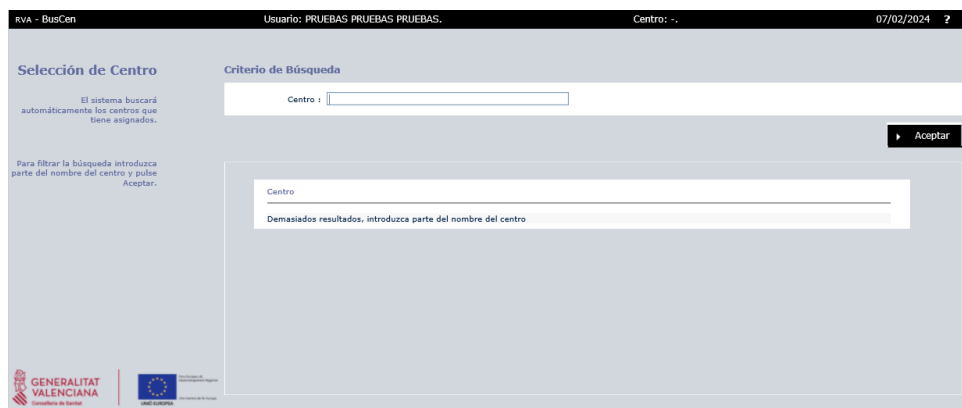 RVA - BusCen Usuario: PRUEBAS PRUEBAS PRUEBAS. Centro: -. 07/02/2024 ?
Selección de Centro
El sistema buscará
automáticamente los centros que
tiene asignados.
Para filtrar la búsqueda introduzca
parte del nombre del centro y pulse
Aceptar.
Criterio de Búsqueda
Centro :
Aceptar
Centro
Demasiados resultados, introduzca parte del nombre del centro
GENERALITAT
VALENCIANA
Conselleria de Sanitat
UNIÓ EUROPEA